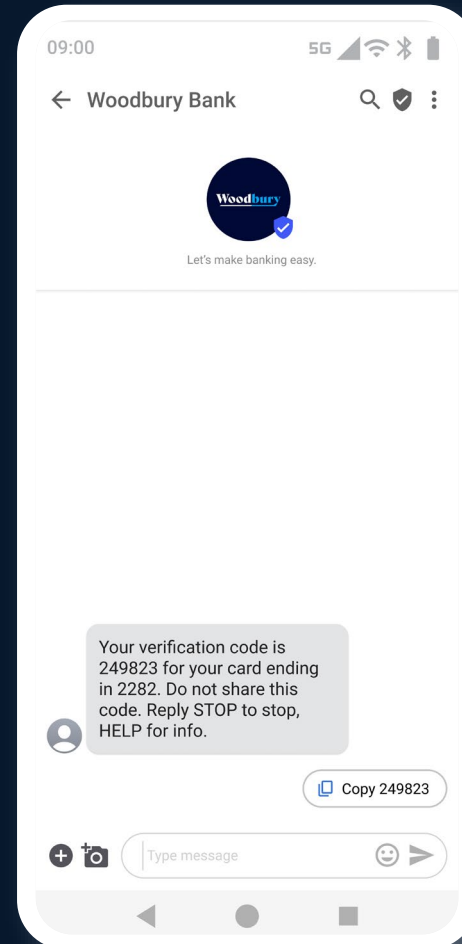 09:00
5G
Woodbury Bank
Woodbury
Let's make banking easy.
Your verification code is
249823 for your card ending
in 2282. Do not share this
code. Reply STOP to stop,
HELP for info.
Copy 249823
Type message